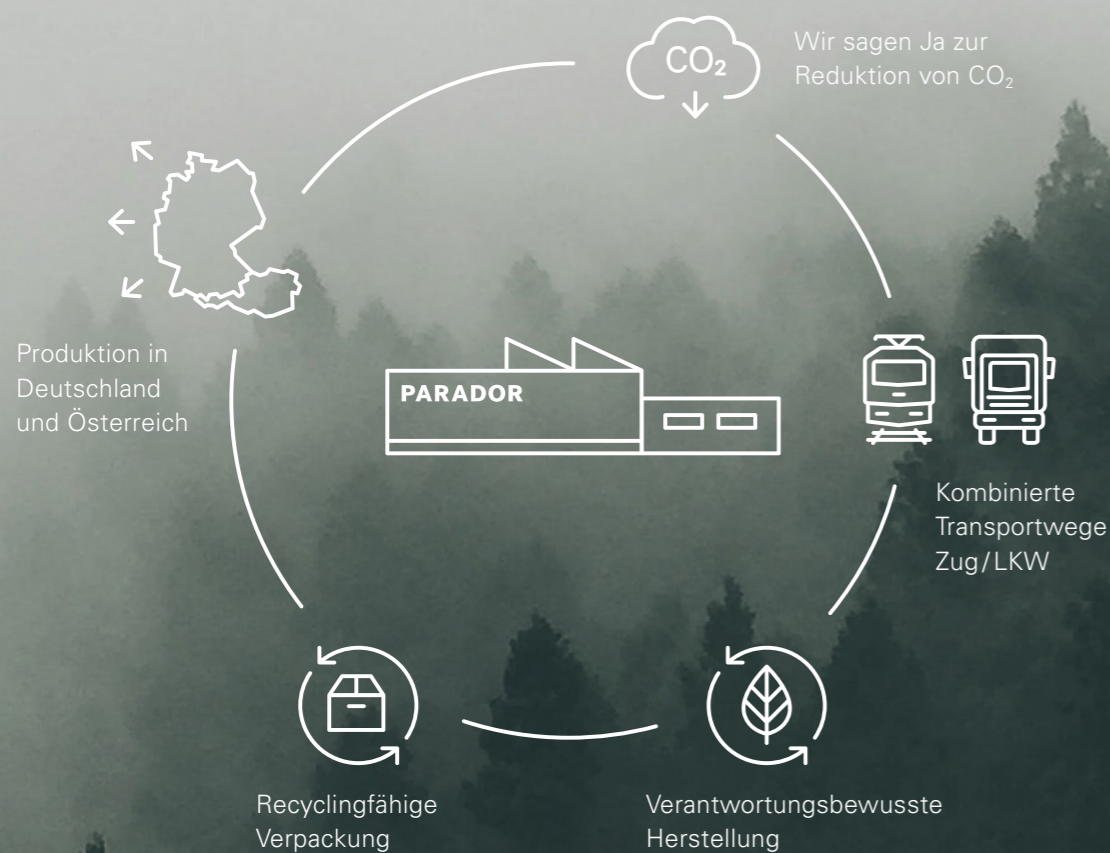 CO₂
Wir sagen Ja zur
Reduktion von CO₂
Produktion in
Deutschland
und Österreich
PARADOR
Kombinierte
Transportwege
Zug/LKW
Recyclingfähige
Verpackung
Verantwortungsbewusste
Herstellung